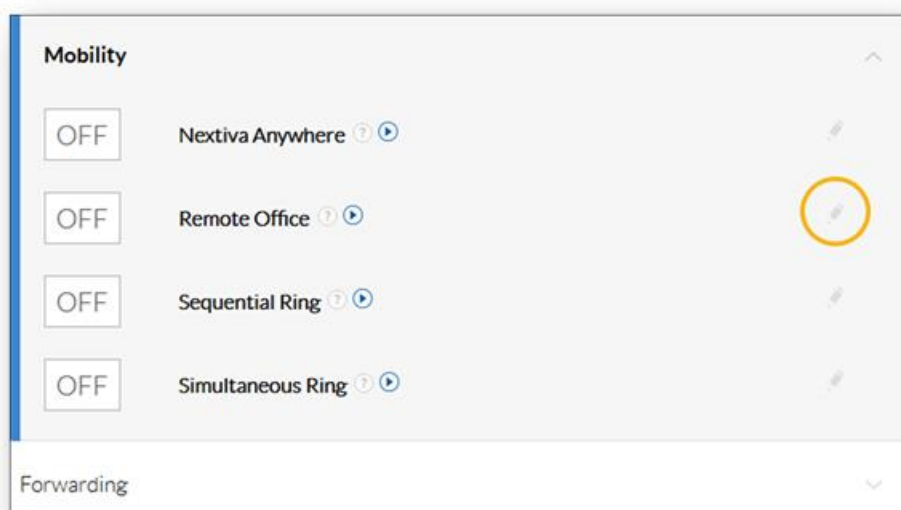 Mobility
OFF Nextiva Anywhere ?
OFF Remote Office ?
OFF Sequential Ring ?
OFF Simultaneous Ring ?
Forwarding